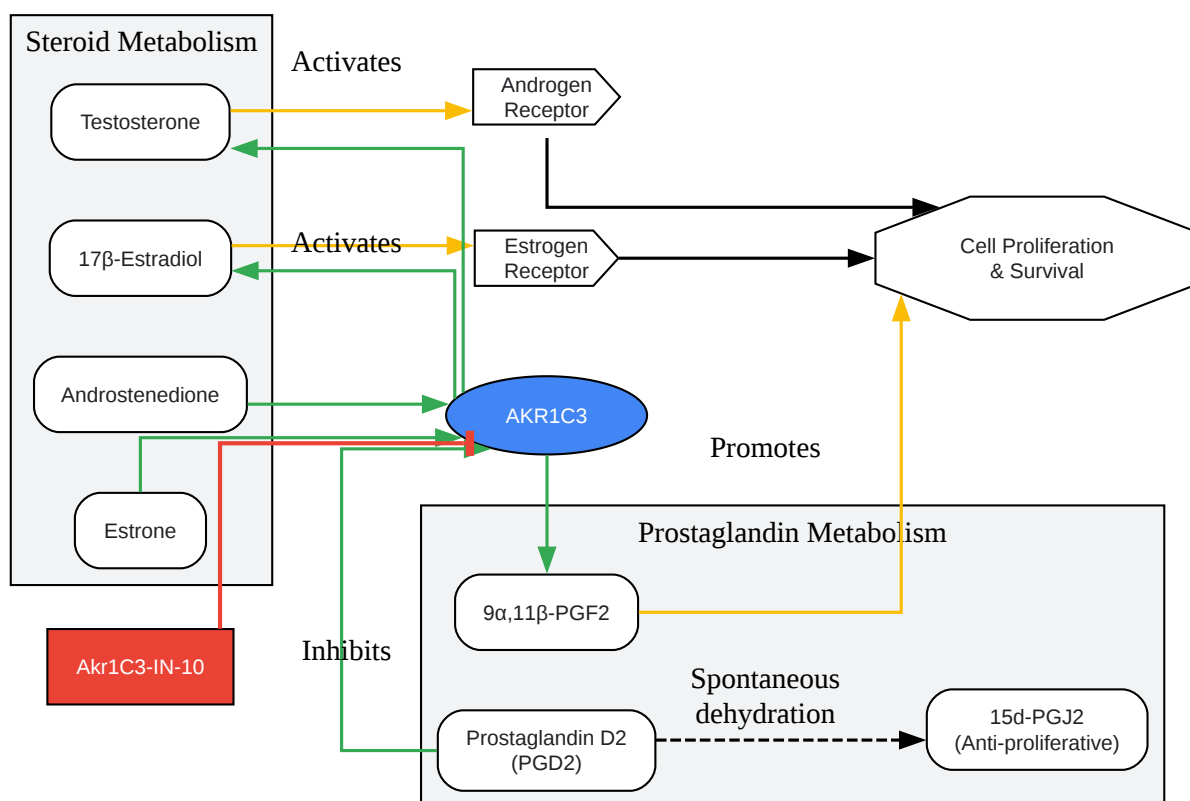 Steroid Metabolism
Activates
Androgen
Receptor
Testosterone
17β-Estradiol
Activates
Estrogen
Receptor
Cell Proliferation
& Survival
Androstenedione
AKR1C3
Promotes
Estrone
Prostaglandin Metabolism
9α,11β-PGF2
Akr1C3-IN-10
Inhibits
Spontaneous
dehydration
Prostaglandin D2
(PGD2)
15d-PGJ2
(Anti-proliferative)